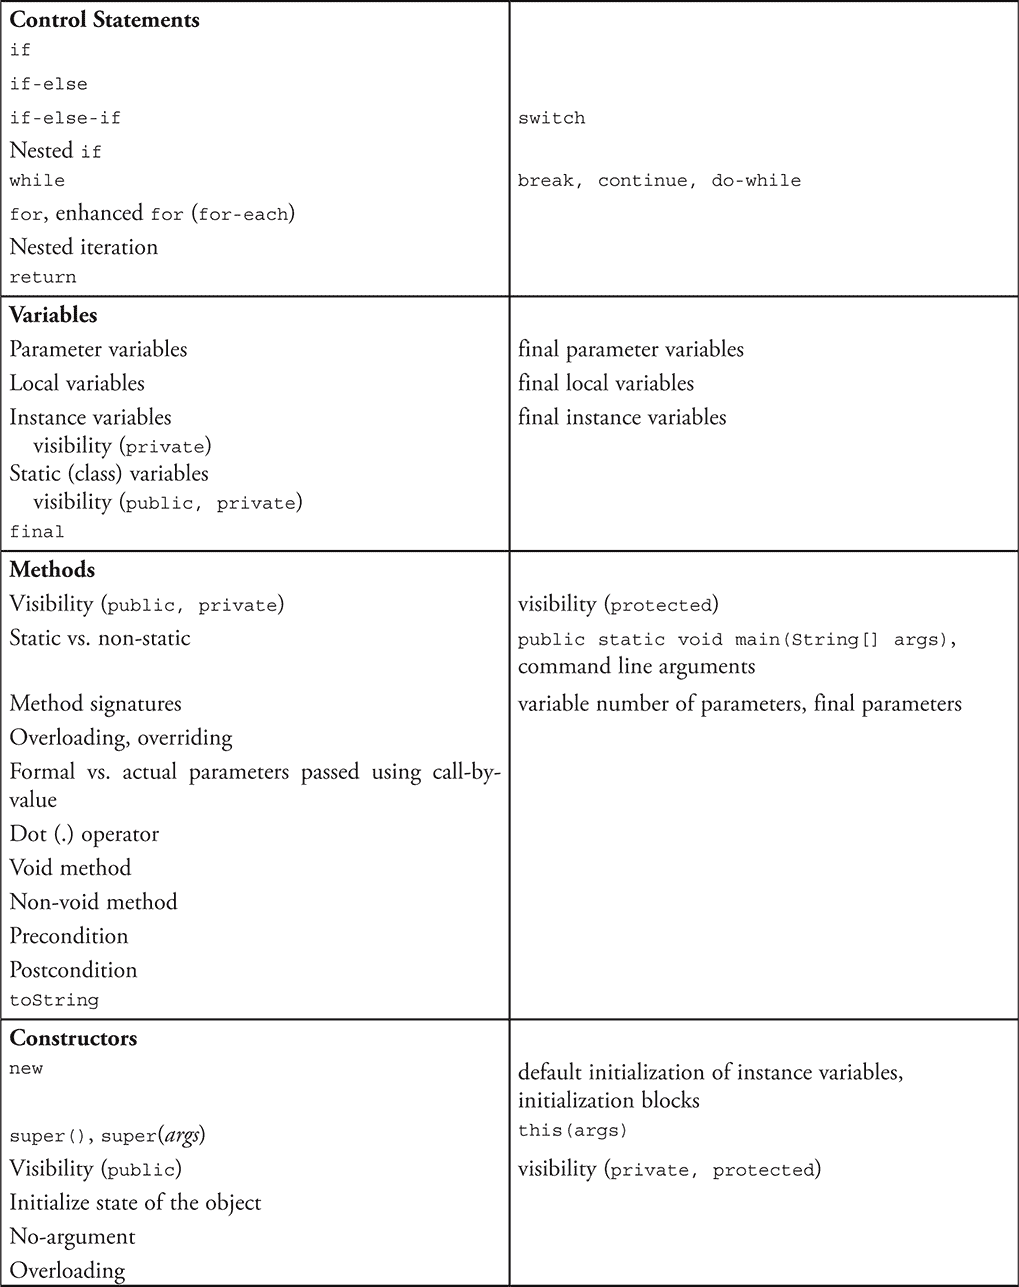 Control Statements
if
if-else
if-else-if
switch
Nested if
while
break, continue, do-while
for, enhanced for (for-each)
Nested iteration
return
Variables
Parameter variables
final parameter variables
Local variables
final local variables
Instance variables
final instance variables
visibility (private)
Static (class) variables
visibility (public, private)
final
Methods
Visibility (public, private)
visibility (protected)
Static vs. non-static
public static void main(String[] args),
command line arguments
Method signatures
variable number of parameters, final parameters
Overloading, overriding
Formal vs. actual parameters passed using call-by-
value
Dot (.) operator
Void method
Non-void method
Precondition
Postcondition
toString
Constructors
new
default initialization of instance variables,
initialization blocks
super(), super(args)
this(args)
Visibility (public)
visibility (private, protected)
Initialize state of the object
No-argument
Overloading